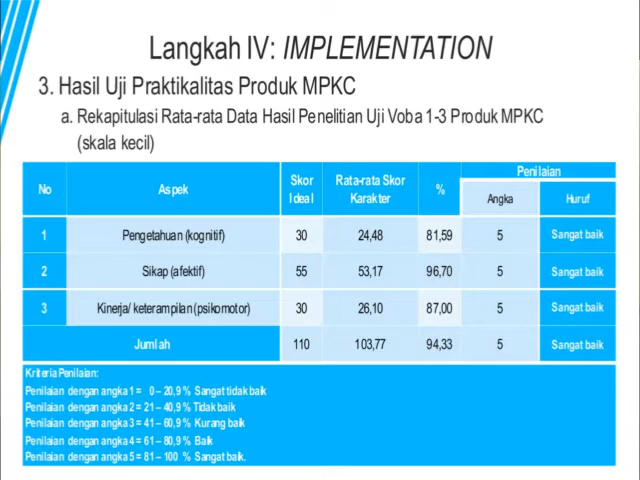 Langkah IV: IMPLEMENTATION
3. Hasil Uji Praktikalitas Produk MPKC
a. Rekapitulasi Rata-rata Data Hasil Penelitian Uji Voba 1-3 Produk MPKC
(skala kecil)
No Aspek Skor Ideal Rata-rata Skor Karakter % Penilaian
Angka Huruf
1 Pengetahuan (kognitif) 30 24,48 81,59 5 Sangat baik
2 Sikap (afektif) 55 53,17 96,70 5 Sangat baik
3 Kinerja/ keterampilan (psikomotor) 30 26,10 87,00 5 Sangat baik
Jumlah 110 103,77 94,33 5 Sangat baik
Kriteria Penilaian:
Penilaian dengan angka 1 = 0 – 20,9 % Sangat tidak baik
Penilaian dengan angka 2 = 21 – 40,9 % Tidak baik
Penilaian dengan angka 3 = 41 – 60,9 % Kurang baik
Penilaian dengan angka 4 = 61 – 80,9 % Baik
Penilaian dengan angka 5 = 81 – 100 % Sangat baik.